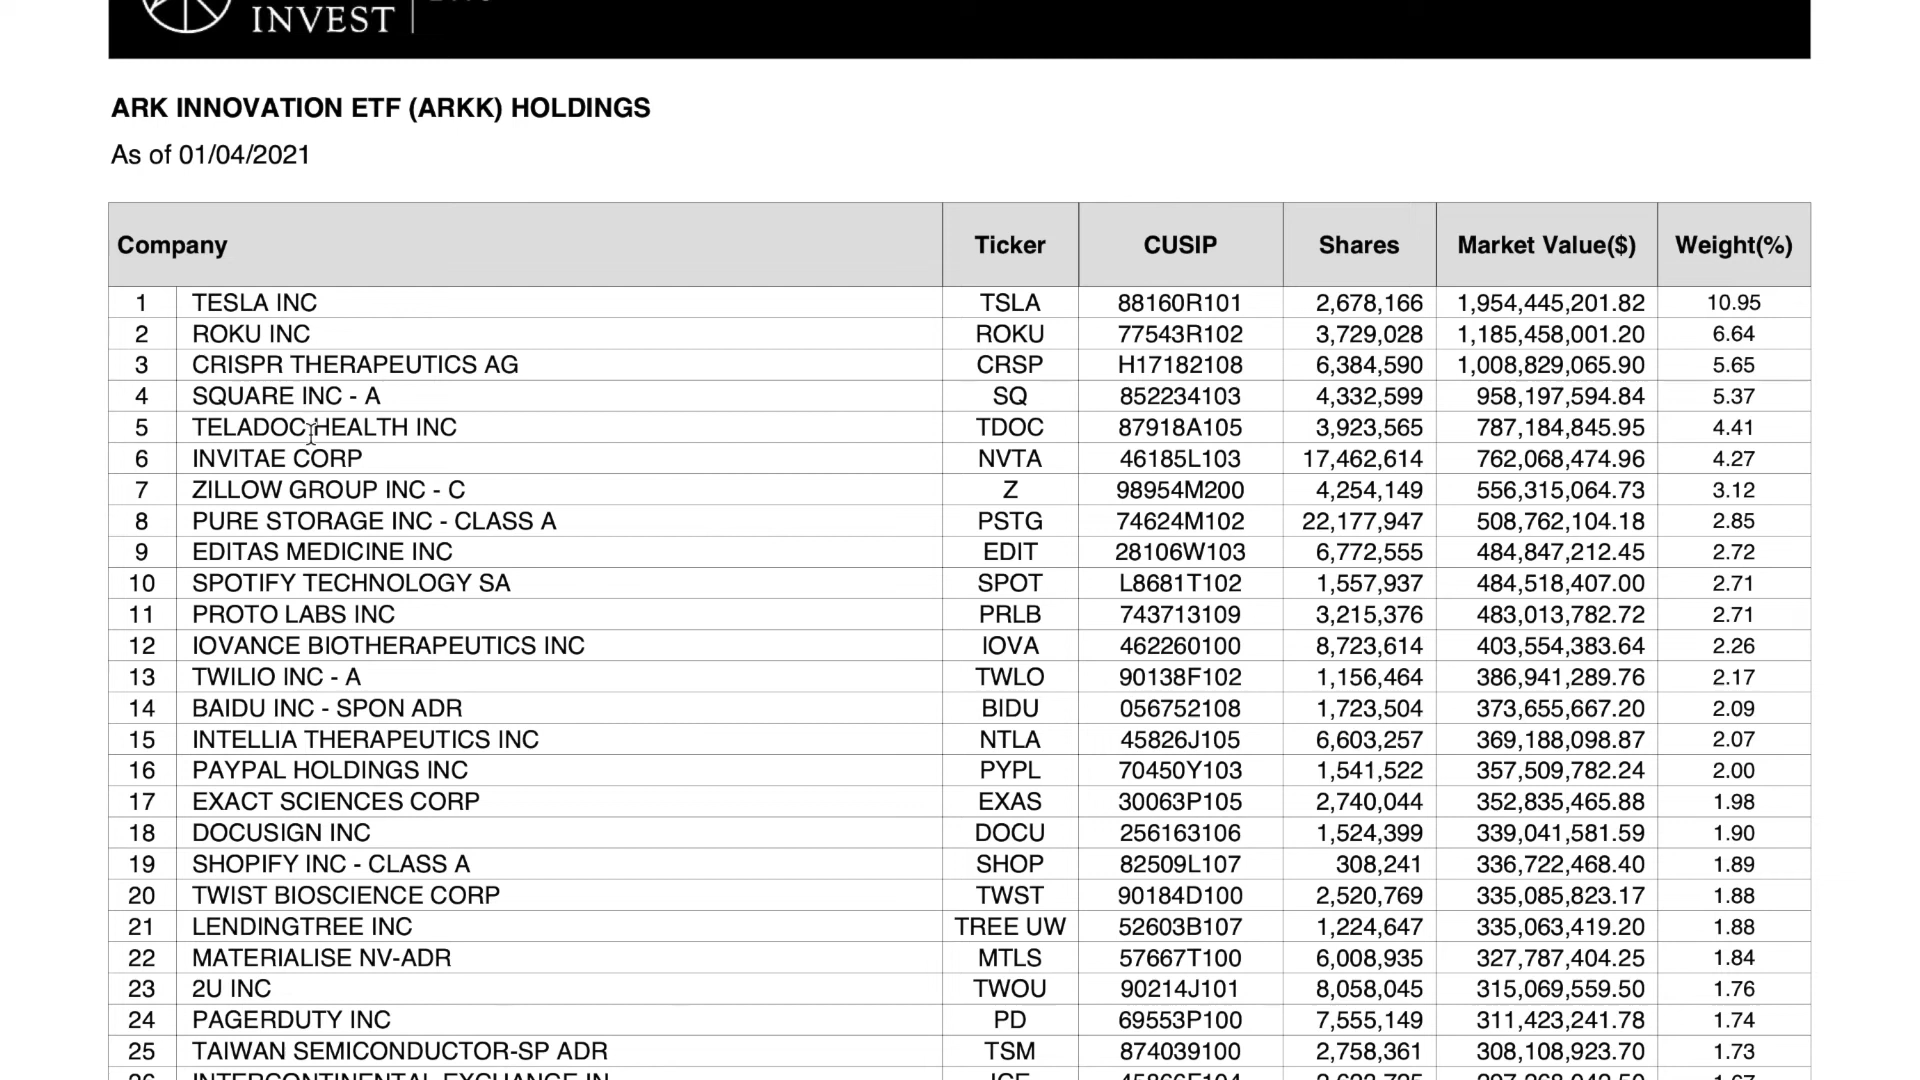 INVEST
ARK INNOVATION ETF (ARKK) HOLDINGS
As of 01/04/2021
Company Ticker CUSIP Shares Market Value($) Weight(%)
1 TESLA INC TSLA 88160R101 2,678,166 1,954,445,201.82 10.95
2 ROKU INC ROKU 77543R102 3,729,028 1,185,458,001.20 6.64
3 CRISPR THERAPEUTICS AG CRSP H17182108 6,384,590 1,008,829,065.90 5.65
4 SQUARE INC - A SQ 852234103 4,332,599 958,197,594.84 5.37
5 TELADOC HEALTH INC TDOC 87918A105 3,923,565 787,184,845.95 4.41
6 INVITAE CORP NVTA 46185L103 17,462,614 762,068,474.96 4.27
7 ZILLOW GROUP INC - C Z 98954M200 4,254,149 556,315,064.73 3.12
8 PURE STORAGE INC - CLASS A PSTG 74624M102 22,177,947 508,762,104.18 2.85
9 EDITAS MEDICINE INC EDIT 28106W103 6,772,555 484,847,212.45 2.72
10 SPOTIFY TECHNOLOGY SA SPOT L8681T102 1,557,937 484,518,407.00 2.71
11 PROTO LABS INC PRLB 743713109 3,215,376 483,013,782.72 2.71
12 IOVANCE BIOTHERAPEUTICS INC IOVA 462260100 8,723,614 403,554,383.64 2.26
13 TWILIO INC - A TWLO 90138F102 1,156,464 386,941,289.76 2.17
14 BAIDU INC - SPON ADR BIDU 056752108 1,723,504 373,655,667.20 2.09
15 INTELLIA THERAPEUTICS INC NTLA 45826J105 6,603,257 369,188,098.87 2.07
16 PAYPAL HOLDINGS INC PYPL 70450Y103 1,541,522 357,509,782.24 2.00
17 EXACT SCIENCES CORP EXAS 30063P105 2,740,044 352,835,465.88 1.98
18 DOCUSIGN INC DOCU 256163106 1,524,399 339,041,581.59 1.90
19 SHOPIFY INC - CLASS A SHOP 82509L107 308,241 336,722,468.40 1.89
20 TWIST BIOSCIENCE CORP TWST 90184D100 2,520,769 335,085,823.17 1.88
21 LENDINGTREE INC TREE UW 52603B107 1,224,647 335,063,419.20 1.88
22 MATERIALISE NV-ADR MTLS 57667T100 6,008,935 327,787,404.25 1.84
23 2U INC TWOU 90214J101 8,058,045 315,069,559.50 1.76
24 PAGERDUTY INC PD 69553P100 7,555,149 311,423,241.78 1.74
25 TAIWAN SEMICONDUCTOR-SP ADR TSM 874039100 2,758,361 308,108,923.70 1.73